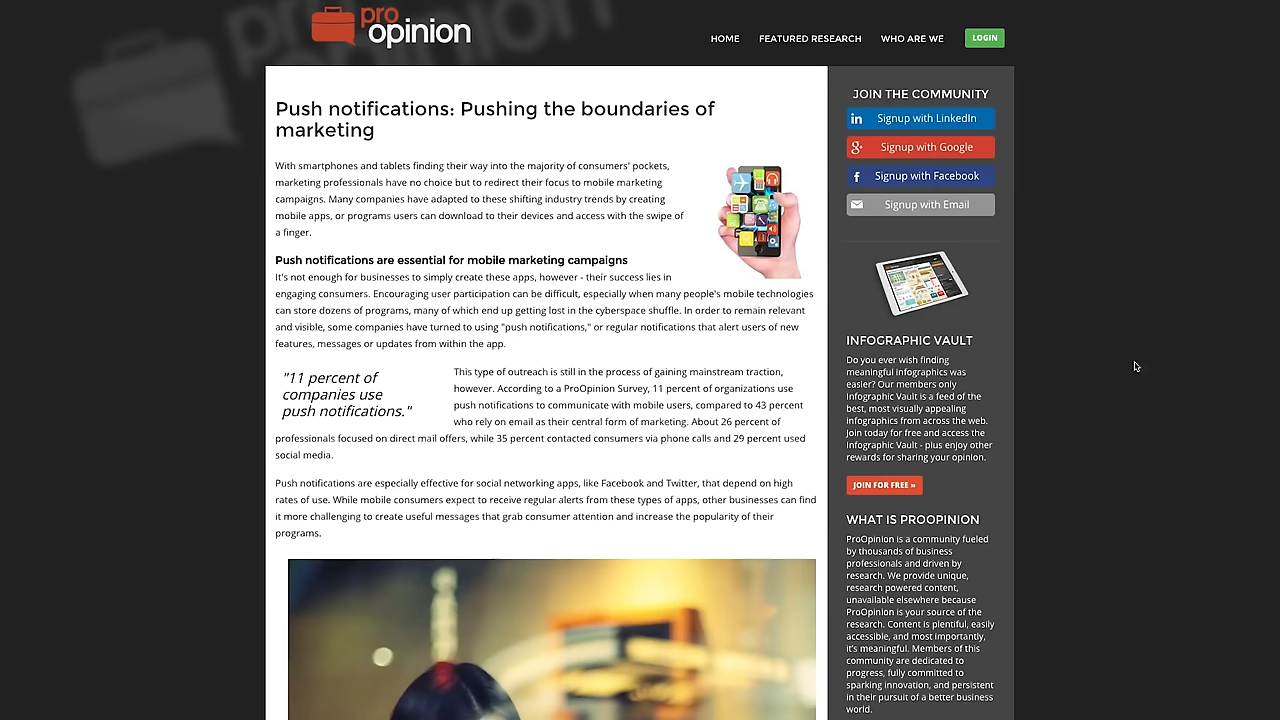 pro
opinion
HOME FEATURED RESEARCH WHO ARE WE LOGIN
Push notifications: Pushing the boundaries of
marketing
With smartphones and tablets finding their way into the majority of consumers' pockets,
marketing professionals have no choice but to redirect their focus to mobile marketing
campaigns. Many companies have adapted to these shifting industry trends by creating
mobile apps, or programs users can download to their devices and access with the swipe of
a finger.
Push notifications are essential for mobile marketing campaigns
It's not enough for businesses to simply create these apps, however - their success lies in
engaging consumers. Encouraging user participation can be difficult, especially when many people's mobile technologies
can store dozens of programs, many of which end up getting lost in the cyberspace shuffle. In order to remain relevant
and visible, some companies have turned to using "push notifications," or regular notifications that alert users of new
features, messages or updates from within the app.
"11 percent of
companies use
push notifications."
This type of outreach is still in the process of gaining mainstream traction,
however. According to a ProOpinion Survey, 11 percent of organizations use
push notifications to communicate with mobile users, compared to 43 percent
who rely on email as their central form of marketing. About 26 percent of
professionals focused on direct mail offers, while 35 percent contacted consumers via phone calls and 29 percent used
social media.
Push notifications are especially effective for social networking apps, like Facebook and Twitter, that depend on high
rates of use. While mobile consumers expect to receive regular alerts from these types of apps, other businesses can find
it more challenging to create useful messages that grab consumer attention and increase the popularity of their
programs.
JOIN THE COMMUNITY
in Signup with LinkedIn
g+ Signup with Google
f Signup with Facebook
Signup with Email
INFOGRAPHIC VAULT
Do you ever wish finding
meaningful infographics was
easier? Our members only
Infographic Vault is a feed of the
best, most visually appealing
infographics from across the web.
Join today for free and access the
Infographic Vault - plus enjoy other
rewards for sharing your opinion.
JOIN FOR FREE »
WHAT IS PROOPINION
ProOpinion is a community fueled
by thousands of business
professionals and driven by
research. We provide unique,
research powered content,
unavailable elsewhere because
ProOpinion is your source of the
research. Content is plentiful, easily
accessible, and most importantly,
it's meaningful. Members of this
community are dedicated to
progress, fully committed to
sparking innovation, and persistent
in their pursuit of a better business
world.